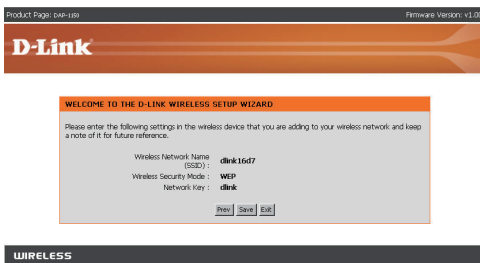 Product Page: DAP-1150 Firmware Version: v1.00
D-Link
WELCOME TO THE D-LINK WIRELESS SETUP WIZARD
Please enter the following settings in the wireless device that you are adding to your wireless network and keep
a note of it for future reference.
Wireless Network Name
(SSID) : dlink16d7
Wireless Security Mode : WEP
Network Key : dlink
Prev Save Exit
WIRELESS